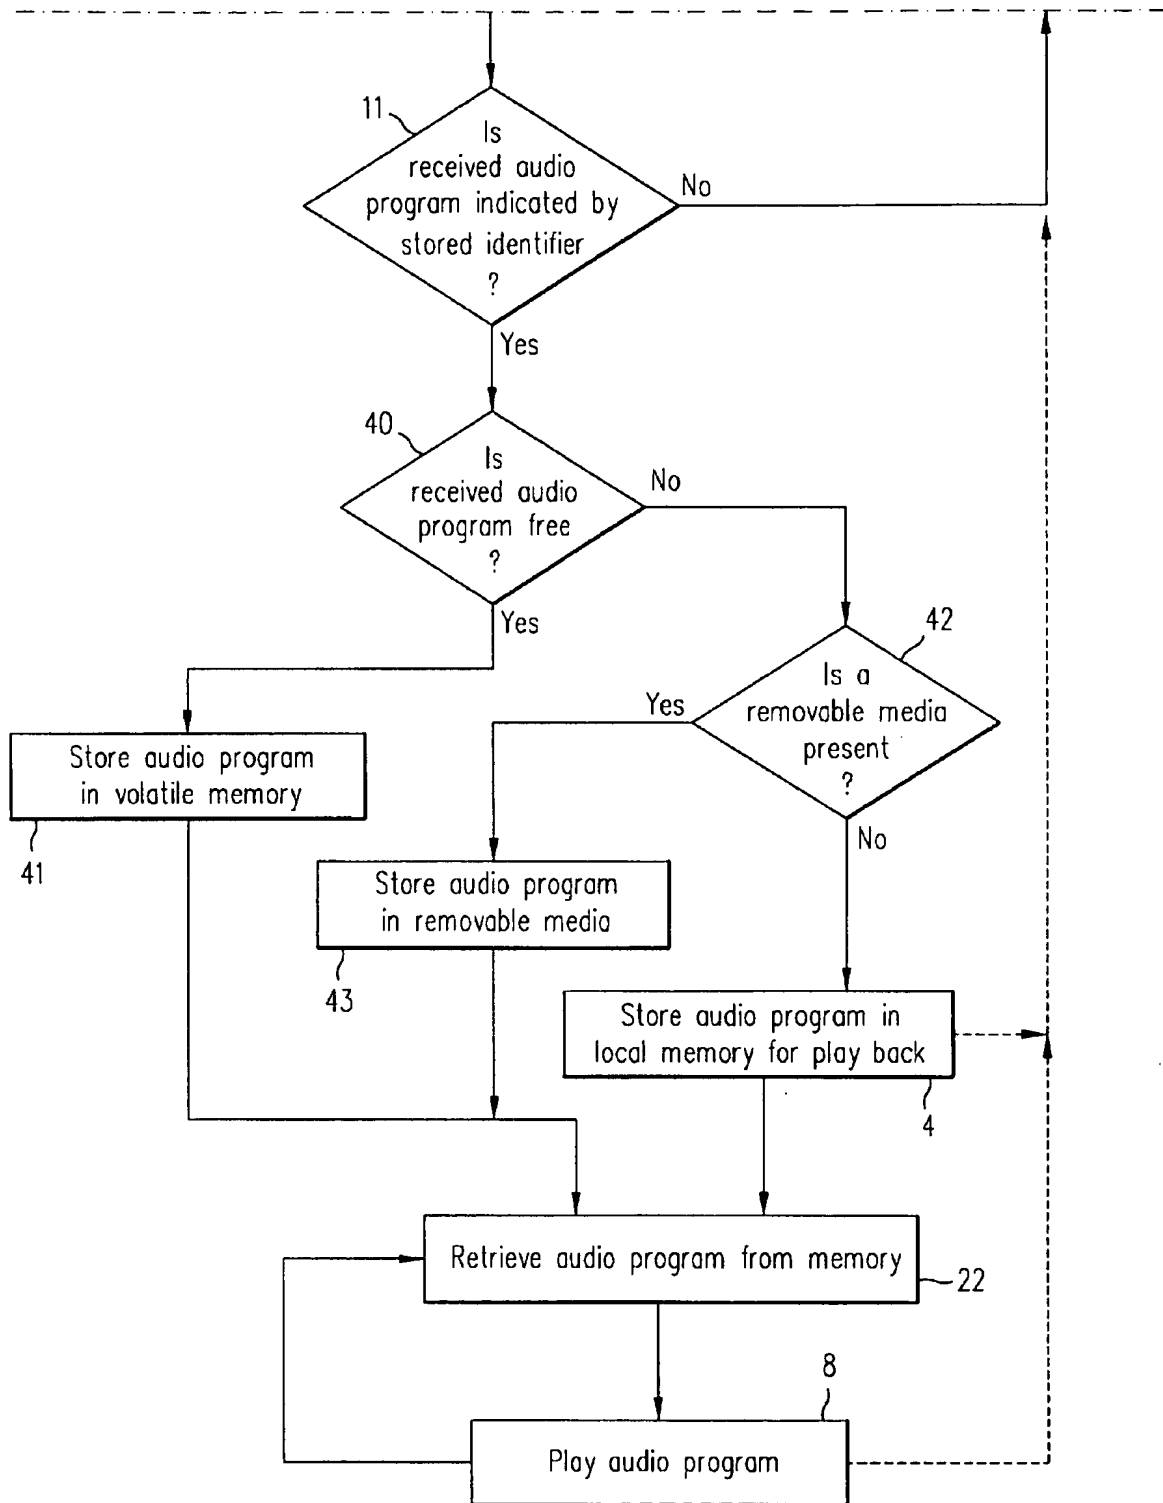 11
Is
received audio
program indicated by
stored identifier
?
No
Yes
40
Is
received audio
program free
?
No
Yes
42
Is a
removable media
present
?
Yes
No
Store audio program
in volatile memory
41
Store audio program
in removable media
43
Store audio program in
local memory for play back
4
Retrieve audio program from memory
22
8
Play audio program